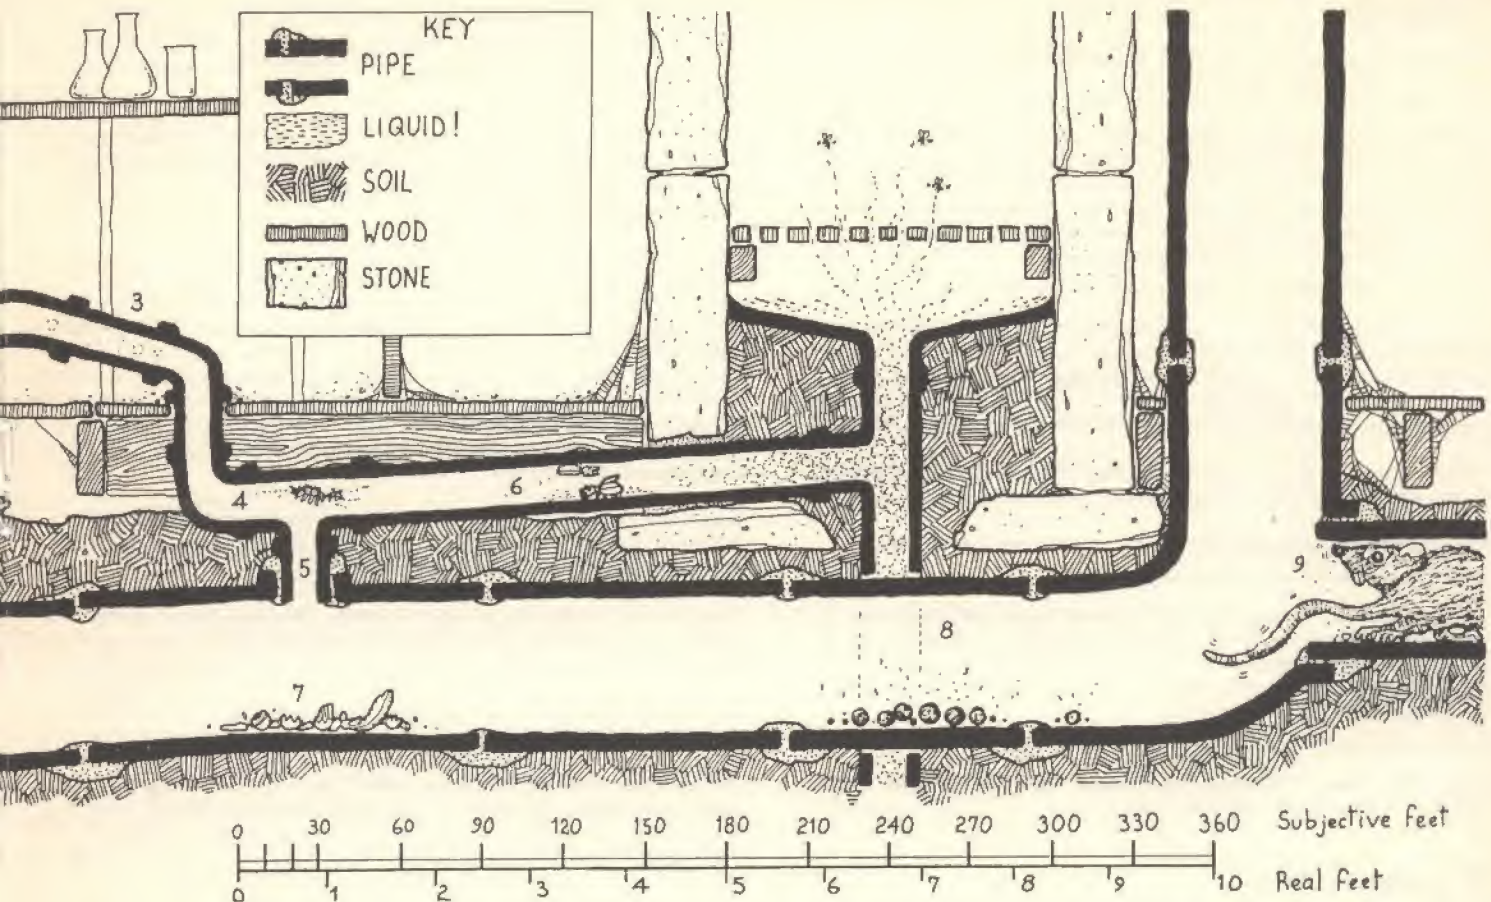 KEY
PIPE
LIQUID!
SOIL
WOOD
STONE
3
4
6
5
9
8
7
0 30 60 90 120 150 180 210 240 270 300 330 360 Subjective feet
0 1 2 3 4 5 6 7 8 9 10 Real feet